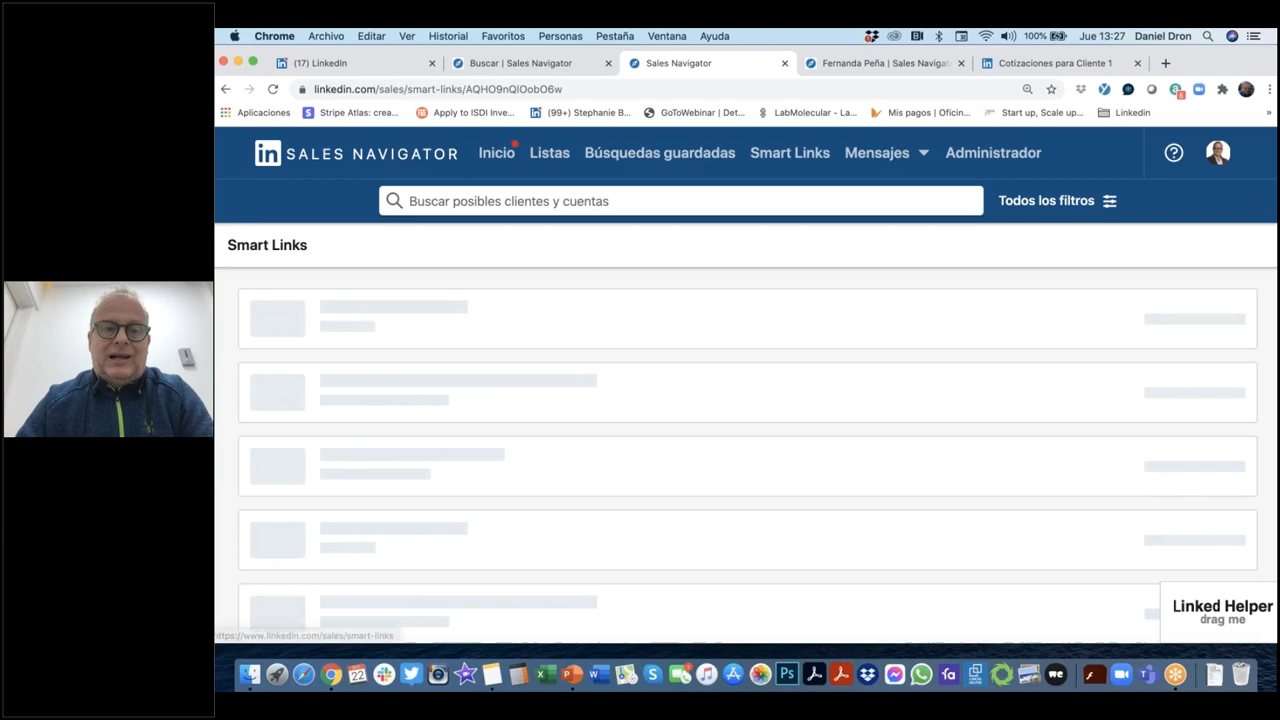 Chrome Archivo Editar Ver Historial Favoritos Personas Pestaña Ventana Ayuda 100% Jue 13:27 Daniel Dron
(17) LinkedIn
Buscar | Sales Navigator
Sales Navigator
Fernanda Peña | Sales Navigat
Cotizaciones para Cliente 1
linkedin.com/sales/smart-links/AQHO9nQlOobO6w
Aplicaciones Stripe Atlas: crea... Apply to ISDI Inve... (99+) Stephanie B... GoToWebinar | Det... LabMolecular - La... Mis pagos | Oficin... Start up, Scale up... Linkedin »
in SALES NAVIGATOR Inicio Listas Búsquedas guardadas Smart Links Mensajes Administrador
Buscar posibles clientes y cuentas
Todos los filtros
Smart Links
Linked Helper
drag me
https://www.linkedin.com/sales/smart-links